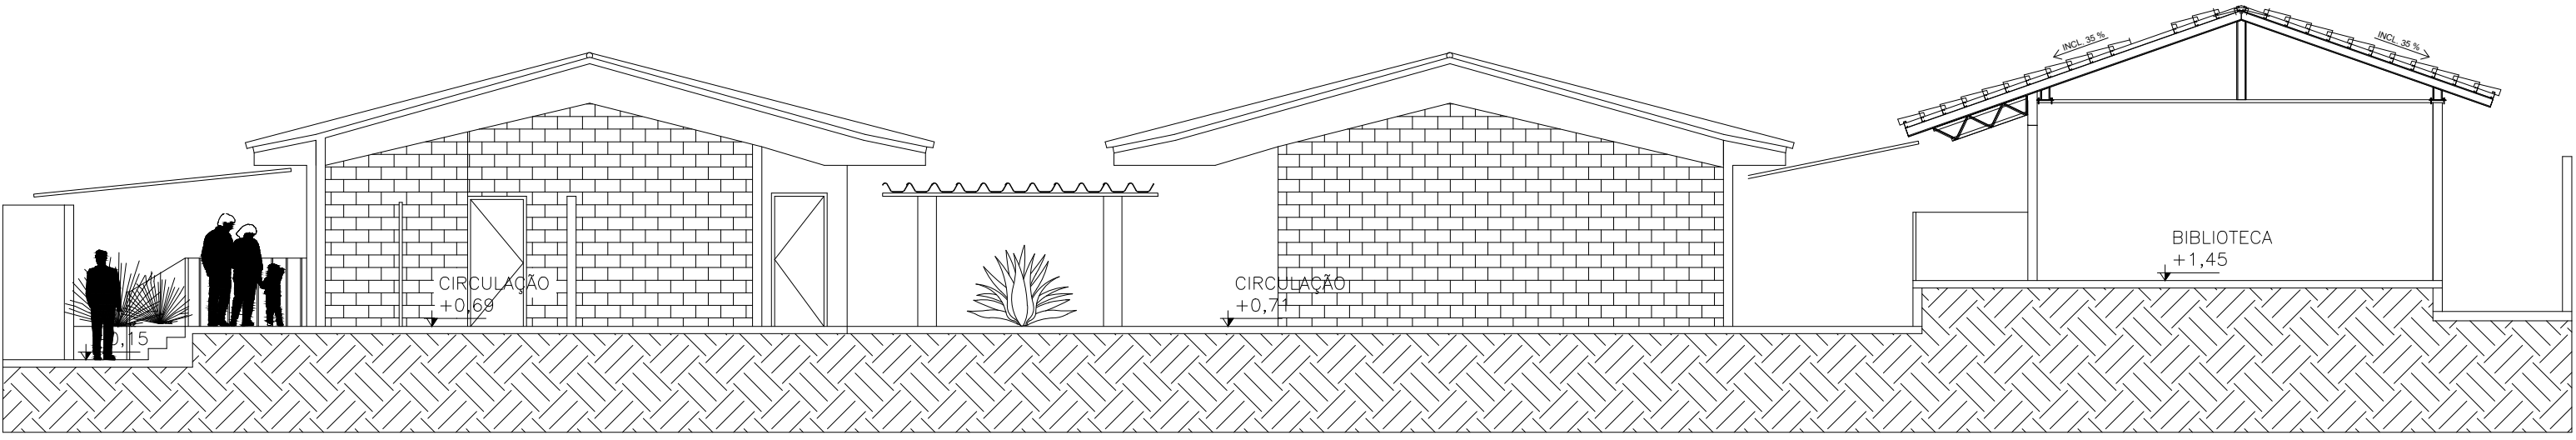 INCL. 35 %
INCL. 35 %
BIBLIOTECA
+1,45
CIRCULAÇÃO
+0,69
CIRCULAÇÃO
+0,71
0,15